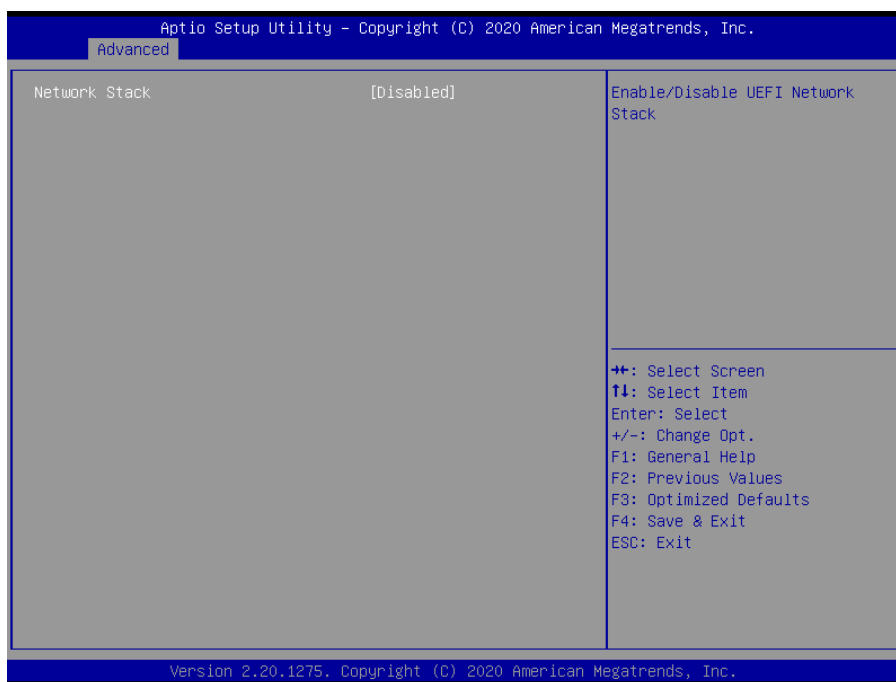 Aptio Setup Utility – Copyright (C) 2020 American Megatrends, Inc.
Advanced
Network Stack [Disabled]
Enable/Disable UEFI Network
Stack
→←: Select Screen
↑↓: Select Item
Enter: Select
+/-: Change Opt.
F1: General Help
F2: Previous Values
F3: Optimized Defaults
F4: Save & Exit
ESC: Exit
Version 2.20.1275. Copyright (C) 2020 American Megatrends, Inc.